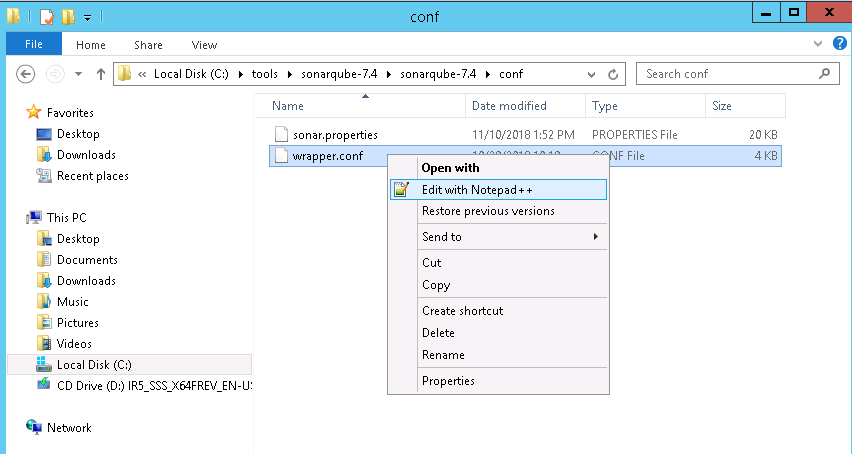 conf
File Home Share View
« Local Disk (C:) tools sonarqube-7.4 sonarqube-7.4 conf Search conf
Name Date modified Type Size
Favorites
Desktop
Downloads
Recent places
This PC
Desktop
Documents
Downloads
Music
Pictures
Videos
Local Disk (C:)
CD Drive (D:) IR5_SSS_X64FREV_EN-US
Network
sonar.properties 11/10/2018 1:52 PM PROPERTIES File 20 KB
wrapper.conf CONF File 4 KB
Open with
Edit with Notepad++
Restore previous versions
Send to
Cut
Copy
Create shortcut
Delete
Rename
Properties